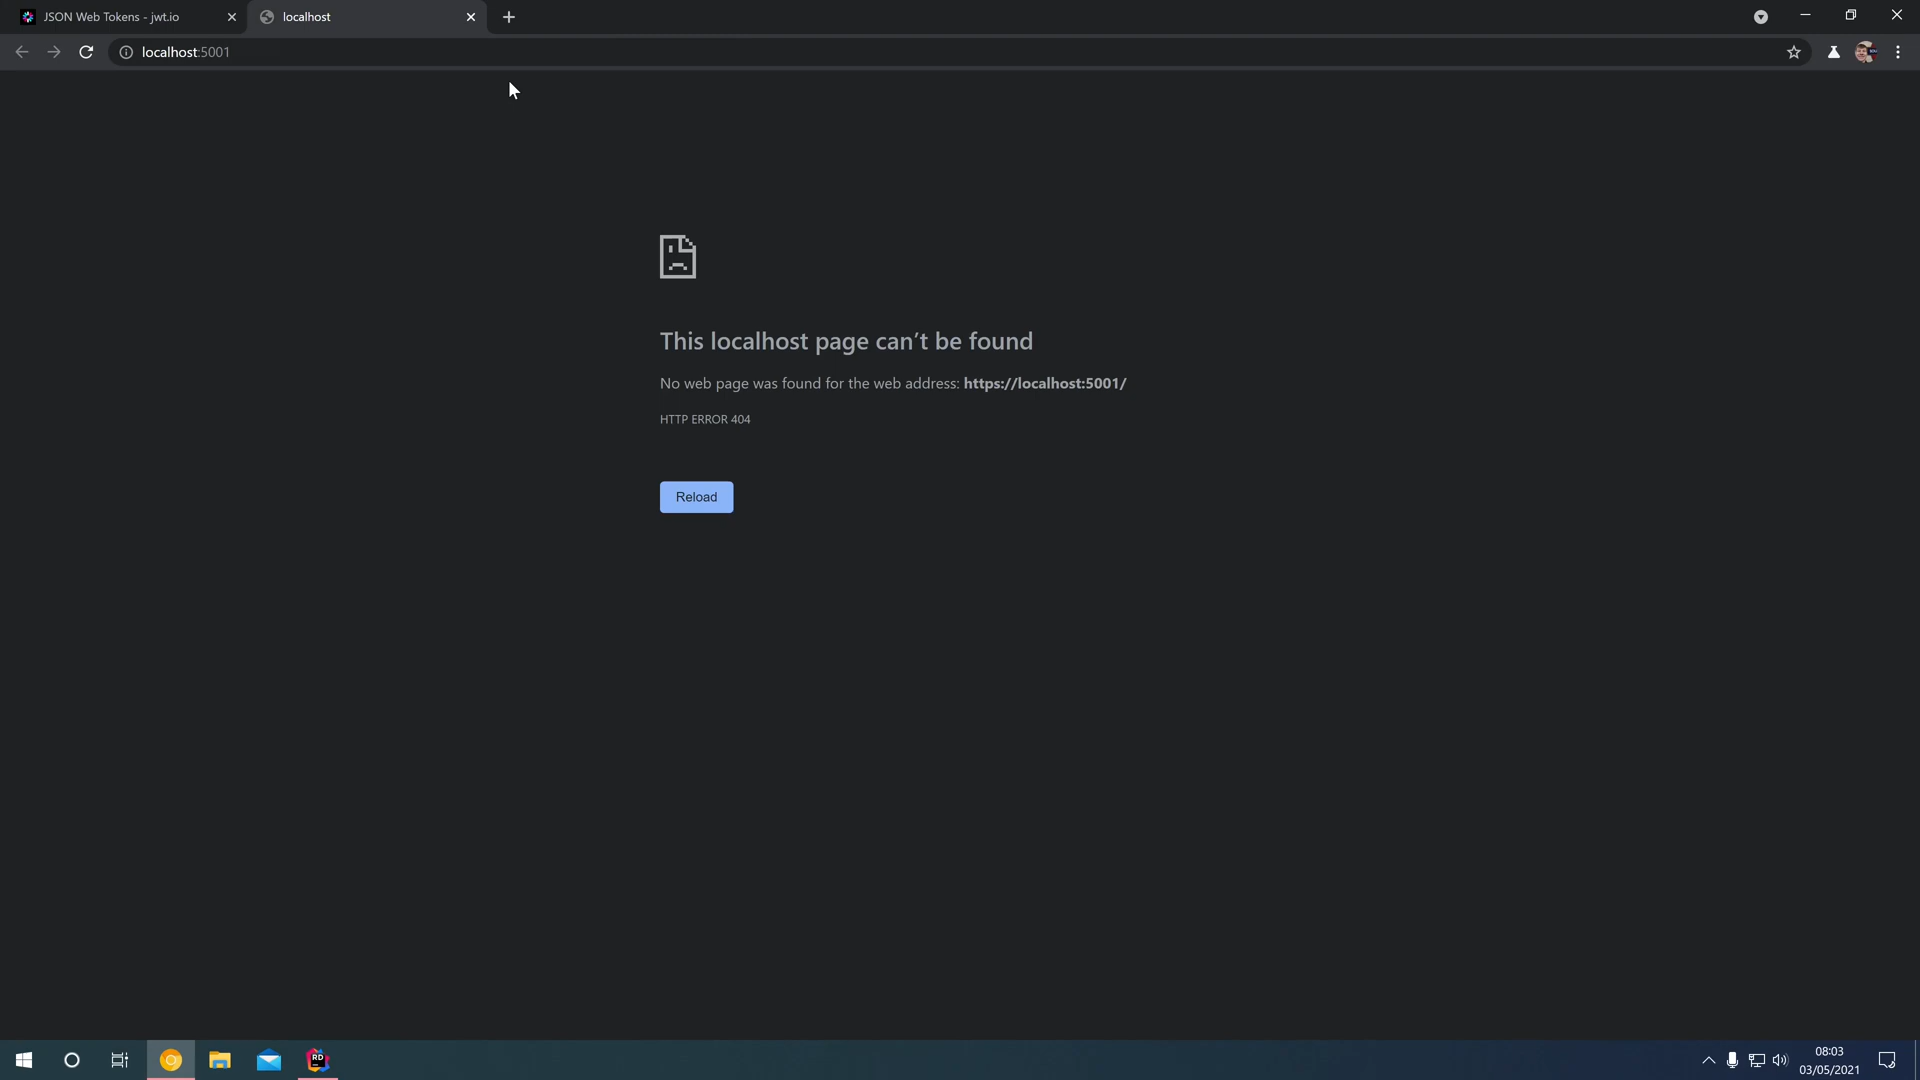 JSON Web Tokens - jwt.io
localhost
localhost:5001
This localhost page can’t be found
No web page was found for the web address: https://localhost:5001/
HTTP ERROR 404
Reload
RD
08:03
03/05/2021